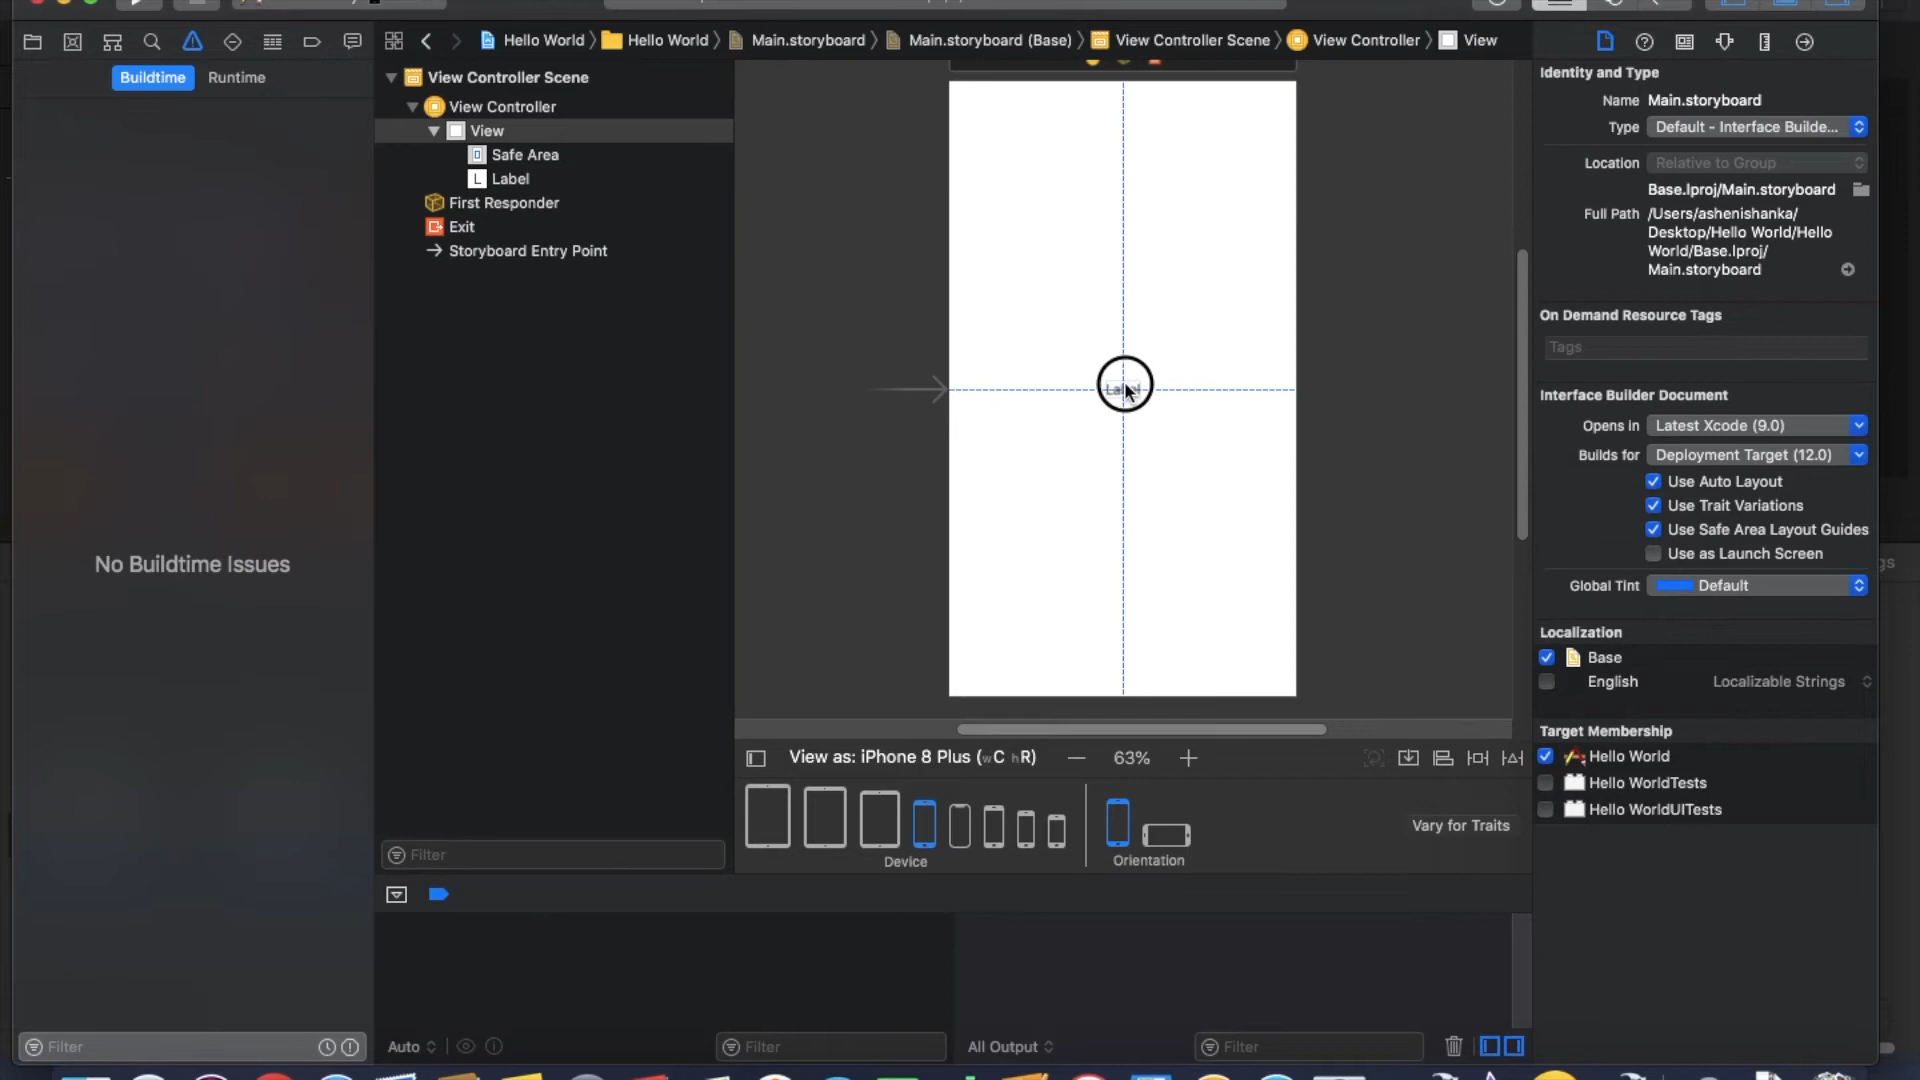 Hello World
Hello World
Main.storyboard
Main.storyboard (Base)
View Controller Scene
View Controller
View
Buildtime
Runtime
No Buildtime Issues
Filter
View Controller Scene
View Controller
View
Safe Area
L Label
First Responder
Exit
Storyboard Entry Point
Filter
Label
View as: iPhone 8 Plus (wC hR)
63%
Device
Orientation
Vary for Traits
Auto
Filter
All Output
Filter
Identity and Type
Name Main.storyboard
Type Default - Interface Builde...
Location Relative to Group
Base.lproj/Main.storyboard
Full Path /Users/ashenishanka/
Desktop/Hello World/Hello
World/Base.lproj/
Main.storyboard
On Demand Resource Tags
Tags
Interface Builder Document
Opens in Latest Xcode (9.0)
Builds for Deployment Target (12.0)
Use Auto Layout
Use Trait Variations
Use Safe Area Layout Guides
Use as Launch Screen
Global Tint Default
Localization
Base
English Localizable Strings
Target Membership
Hello World
Hello WorldTests
Hello WorldUITests